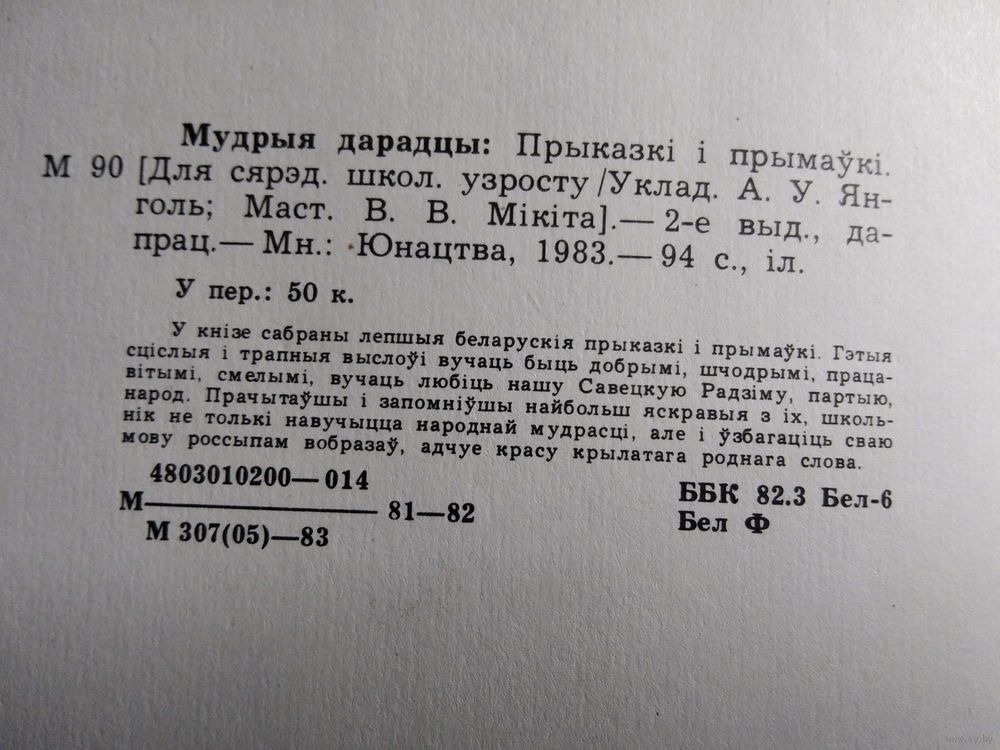 Мудрыя дарадцы: Прыказкі і прымаўкі.
М 90 [Для сярэд. школ. узросту /Уклад. А. У. Ян-
голь; Маст. В. В. Мікіта].— 2-е выд., да-
прац.— Мн.: Юнацтва, 1983.— 94 с., іл.
У пер.: 50 к.
У кнізе сабраны лепшыя беларускія прыказкі і прымаўкі. Гэтыя
сціслыя і трапныя выслоўі вучаць быць добрымі, шчодрымі, праца-
вітымі, смелымі, вучаць любіць нашу Савецкую Радзіму, партыю,
народ. Прачытаўшы і запомніўшы найбольш яскравыя з іх, школь-
нік не толькі навучыцца народнай мудрасці, але і ўзбагаціць сваю
мову россыпам вобразаў, адчуе красу крылатага роднага слова.
4803010200—014
М——— 81—82
М 307(05)—83
ББК 82.3 Бел-6
Бел Ф
www.ay.by